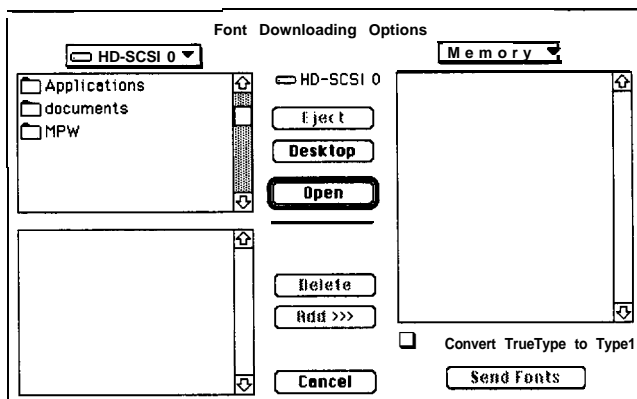 Font Downloading Options
HD-SCSI 0
Applications
documents
MPW
HD-SCSI 0
Eject
Desktop
Open
Delete
Add >>>
Cancel
Memory
Convert TrueType to Type1
Send Fonts